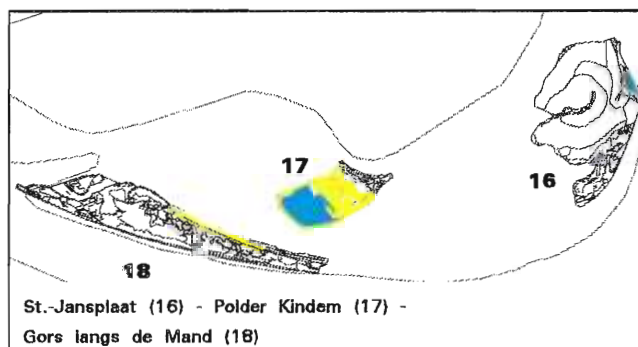 17
16
18
St.-Jansplaat (16) - Polder Kindem (17) -
Gors langs de Mand (18)